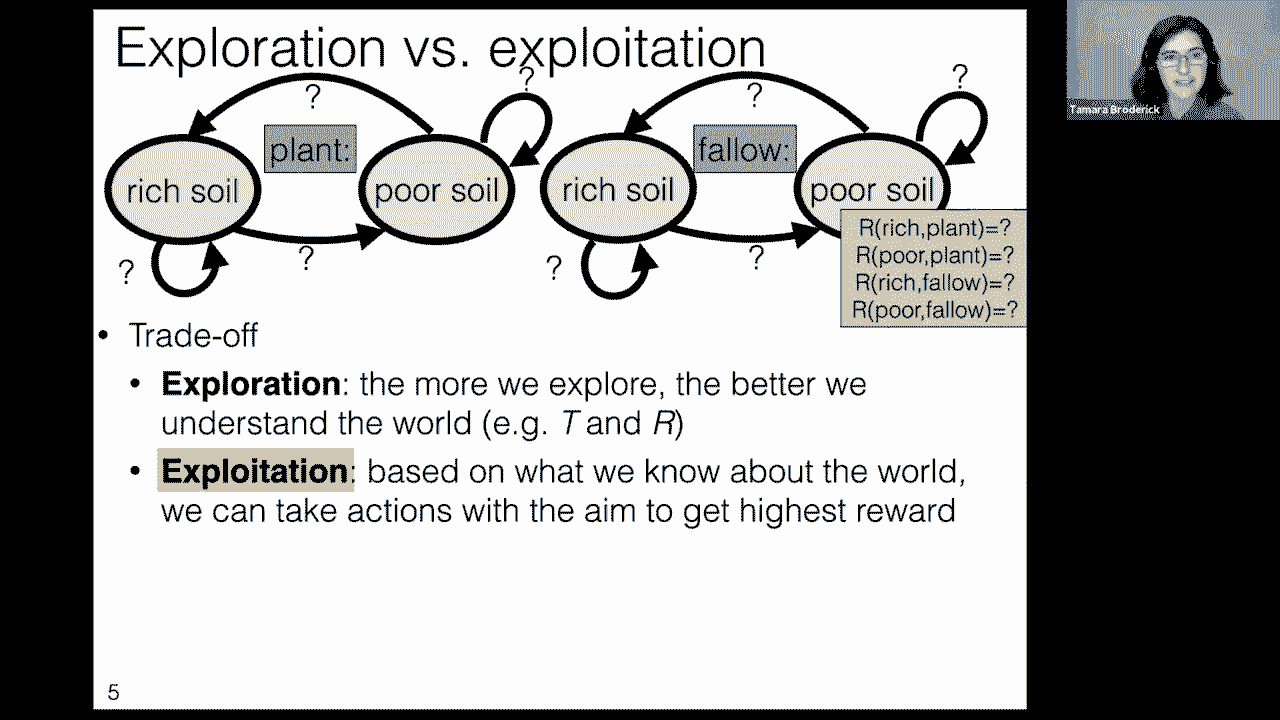 Exploration vs. exploitation
Tamara Broderick
?
?
?
?
plant:
fallow:
rich soil
poor soil
rich soil
poor soil
?
?
?
?
R(rich,plant)=?
R(poor,plant)=?
R(rich,fallow)=?
R(poor,fallow)=?
• Trade-off
• Exploration: the more we explore, the better we
understand the world (e.g. T and R)
• Exploitation: based on what we know about the world,
we can take actions with the aim to get highest reward
5